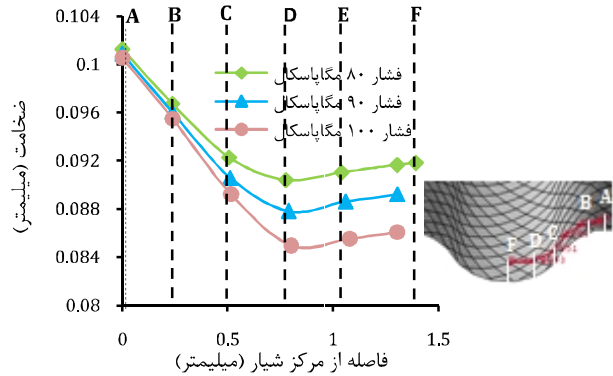 A B C D E F
0.104
0.1
0.096
0.092
0.088
0.084
0.08
ضخامت (میلیمتر)
فشار ۸۰ مگاپاسکال
فشار ۹۰ مگاپاسکال
فشار ۱۰۰ مگاپاسکال
0 0.5 1 1.5
فاصله از مرکز شیار (میلیمتر)
F D C B A